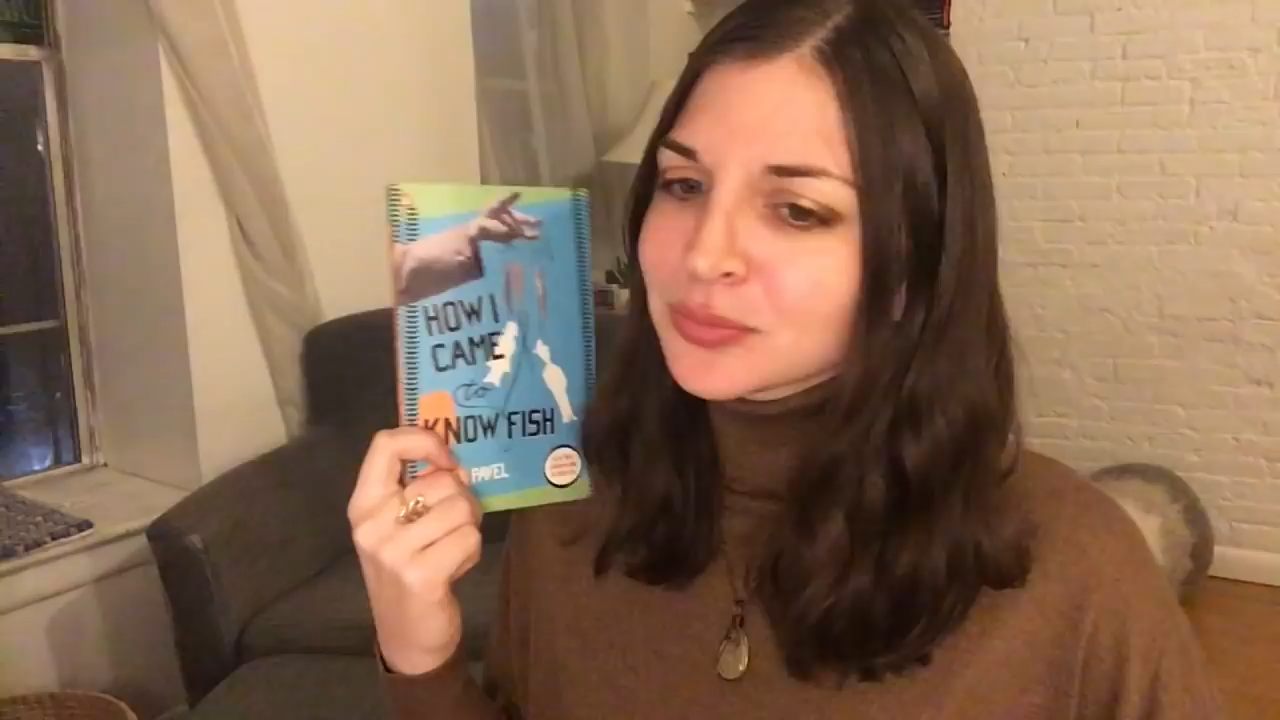 HOW I
CAME
to
KNOW FISH
PAVEL